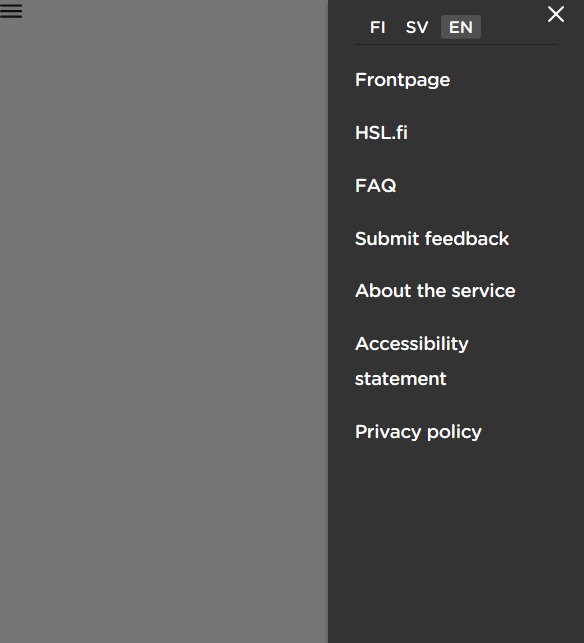 FI SV EN
Frontpage
HSL.fi
FAQ
Submit feedback
About the service
Accessibility
statement
Privacy policy